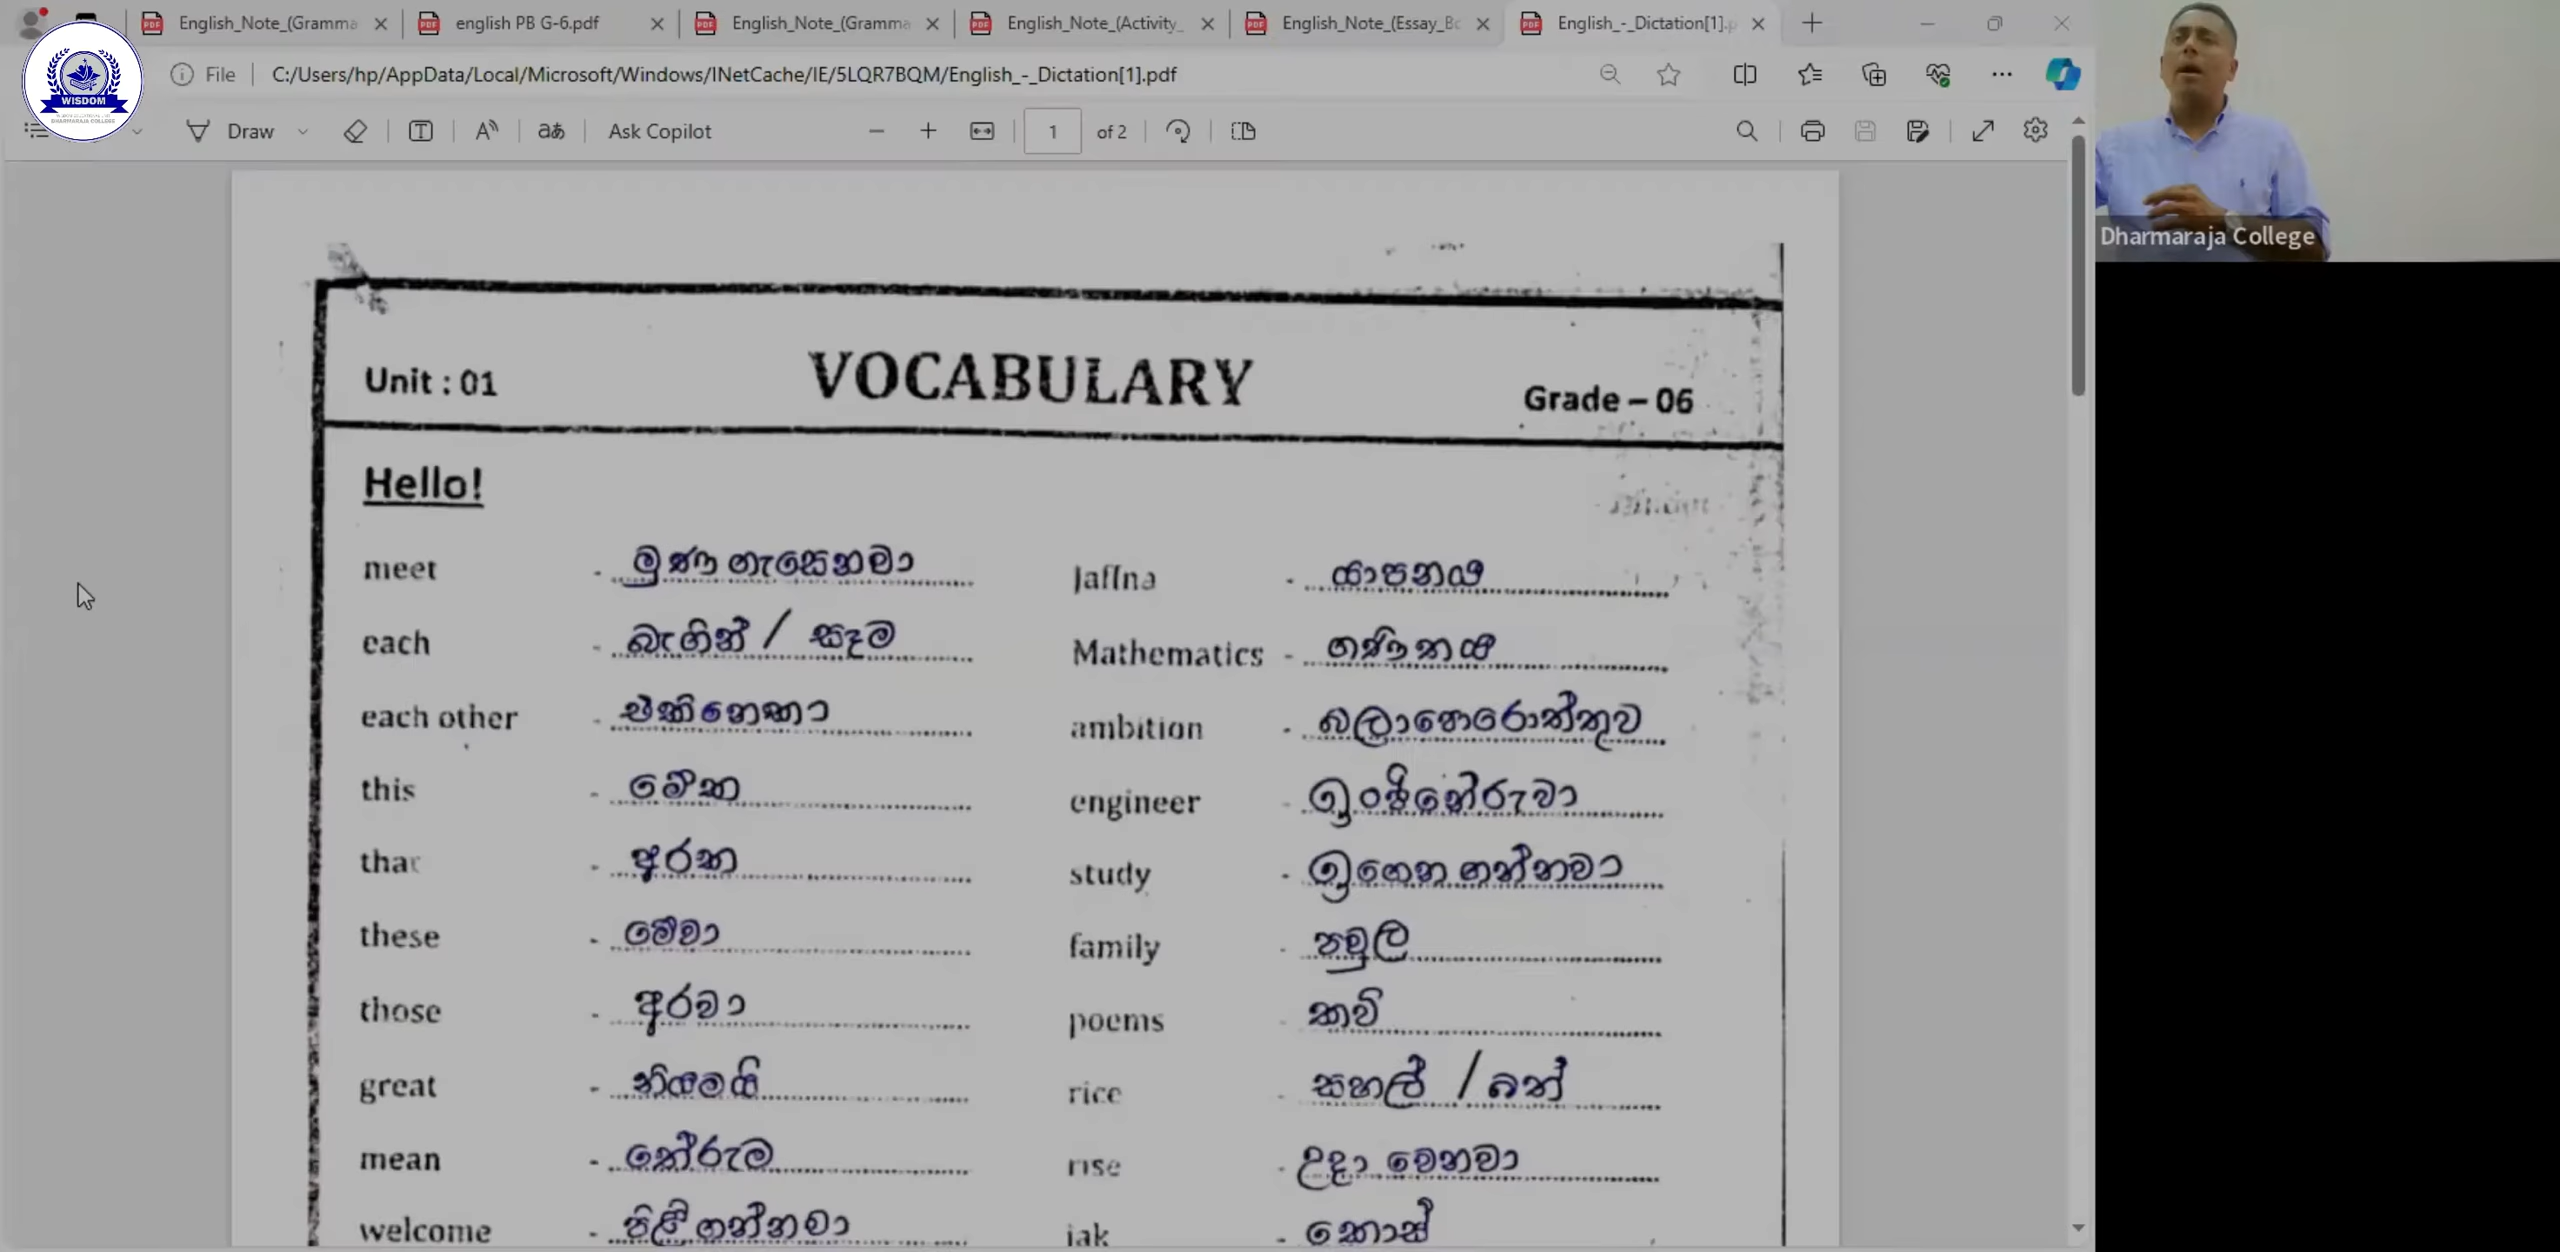 English_Note_(Gramma
english PB G-6.pdf
English_Note_(Gramma
English_Note_(Activity_
English_Note_(Essay_Bo
English_-_Dictation[1].p
File
C:/Users/hp/AppData/Local/Microsoft/Windows/INetCache/IE/5LQR7BQM/English_-_Dictation[1].pdf
WISDOM
DHARMARAJA COLLEGE
Draw
Ask Copilot
1 of 2
Dharmaraja College
Unit : 01
VOCABULARY
Grade – 06
Hello!
meet - මුණ ගැසෙනවා
Jaffna - යාපනය
each - බැගින් / සෑම
Mathematics - ගණිතය
each other - එකිනෙකා
ambition - බලාපොරොත්තුව
this - මේක
engineer - ඉංජිනේරුවා
that - අරක
study - ඉගෙන ගන්නවා
these - මේවා
family - පවුල
those - අරවා
poems - කවි
great - නියමයි
rice - සහල් / බත්
mean - තේරුම
rise - උදා වෙනවා
welcome - පිළිගන්නවා
jak - කොස්